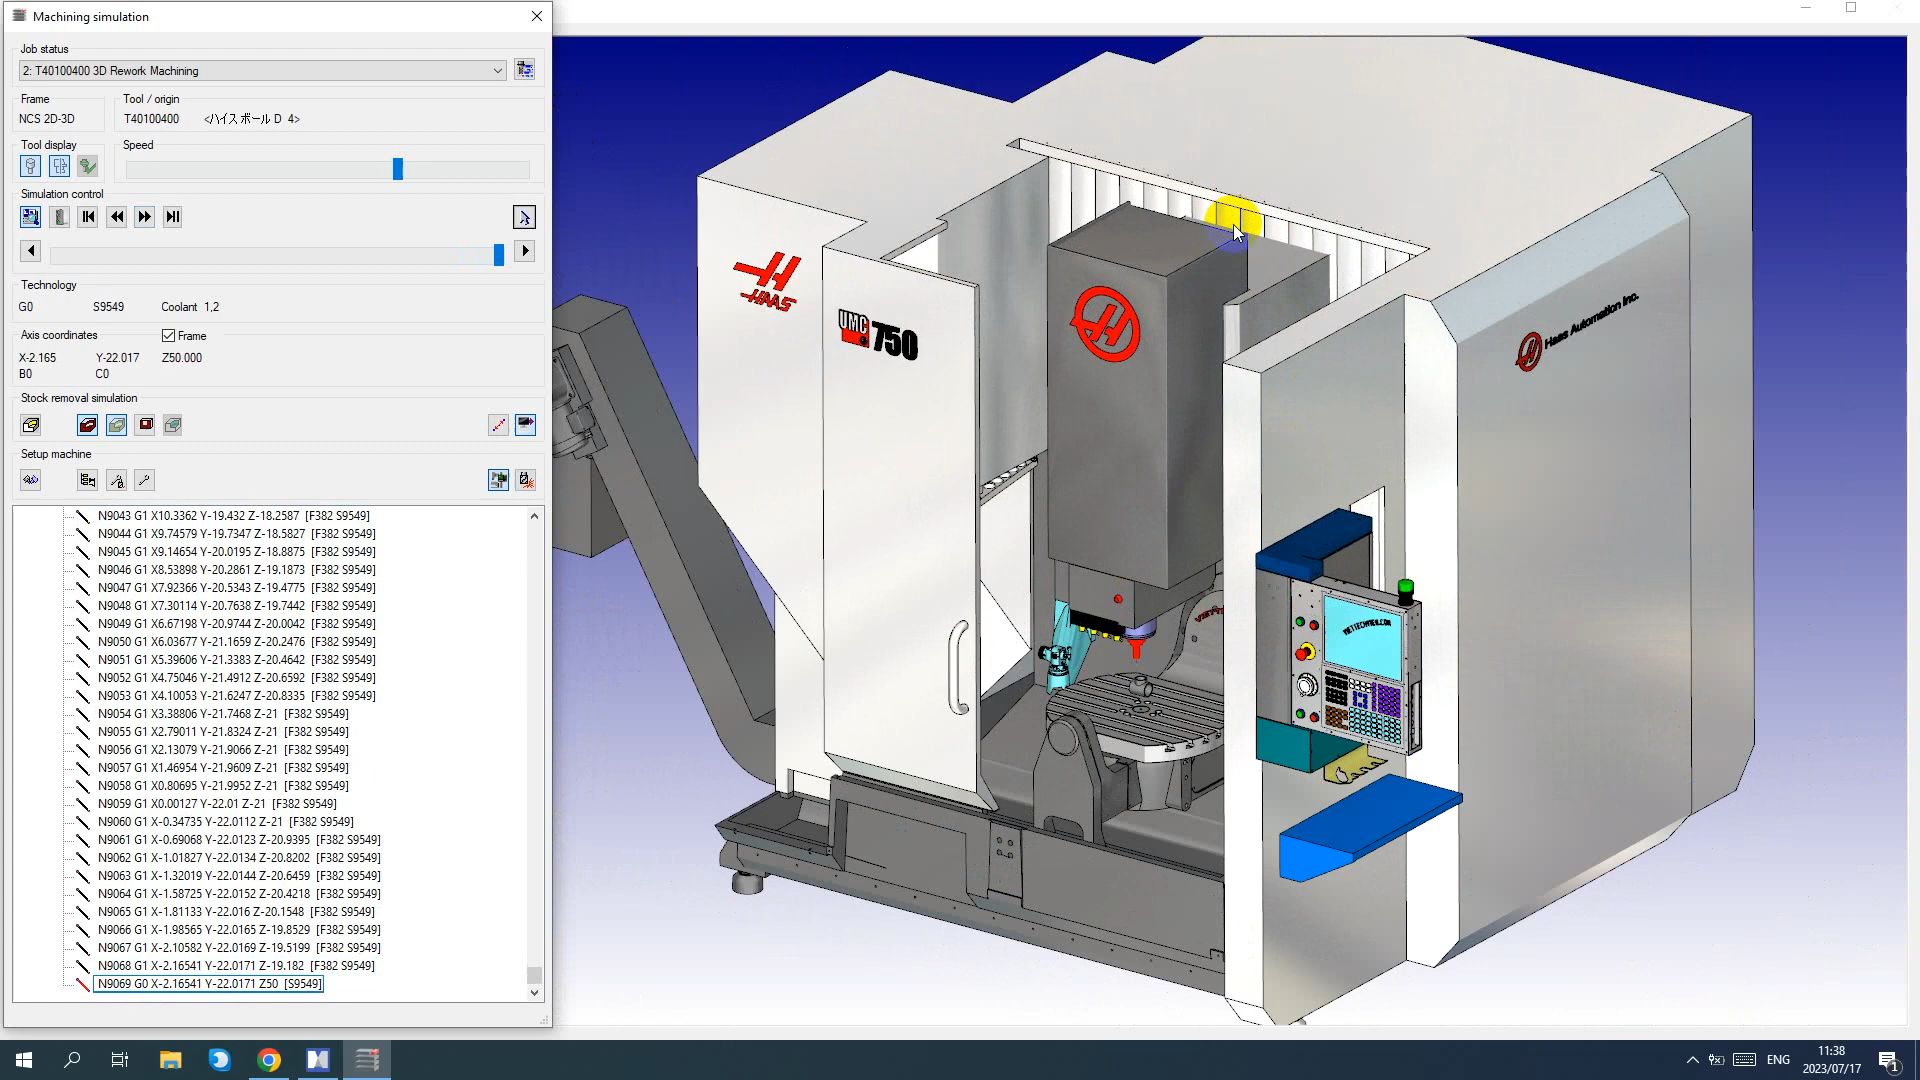 Machining simulation
Job status
2: T40100400 3D Rework Machining
Frame
Tool / origin
NCS 2D-3D
T40100400
<ハイス ボール D 4>
Tool display
Speed
Simulation control
Technology
G0
S9549
Coolant 1,2
Axis coordinates
Frame
X-2.165
Y-22.017
Z50.000
B0
C0
Stock removal simulation
Setup machine
N9043 G1 X10.3362 Y-19.432 Z-18.2587 [F382 S9549]
N9044 G1 X9.74579 Y-19.7347 Z-18.5827 [F382 S9549]
N9045 G1 X9.14654 Y-20.0195 Z-18.8875 [F382 S9549]
N9046 G1 X8.53898 Y-20.2861 Z-19.1873 [F382 S9549]
N9047 G1 X7.92366 Y-20.5343 Z-19.4775 [F382 S9549]
N9048 G1 X7.30114 Y-20.7638 Z-19.7442 [F382 S9549]
N9049 G1 X6.67198 Y-20.9744 Z-20.0042 [F382 S9549]
N9050 G1 X6.03677 Y-21.1659 Z-20.2476 [F382 S9549]
N9051 G1 X5.39606 Y-21.3383 Z-20.4642 [F382 S9549]
N9052 G1 X4.75046 Y-21.4912 Z-20.6592 [F382 S9549]
N9053 G1 X4.10053 Y-21.6247 Z-20.8335 [F382 S9549]
N9054 G1 X3.38806 Y-21.7468 Z-21 [F382 S9549]
N9055 G1 X2.79011 Y-21.8324 Z-21 [F382 S9549]
N9056 G1 X2.13079 Y-21.9066 Z-21 [F382 S9549]
N9057 G1 X1.46954 Y-21.9609 Z-21 [F382 S9549]
N9058 G1 X0.80695 Y-21.9952 Z-21 [F382 S9549]
N9059 G1 X0.00127 Y-22.01 Z-21 [F382 S9549]
N9060 G1 X-0.34735 Y-22.0112 Z-21 [F382 S9549]
N9061 G1 X-0.69068 Y-22.0123 Z-20.9395 [F382 S9549]
N9062 G1 X-1.01827 Y-22.0134 Z-20.8202 [F382 S9549]
N9063 G1 X-1.32019 Y-22.0144 Z-20.6459 [F382 S9549]
N9064 G1 X-1.58725 Y-22.0152 Z-20.4218 [F382 S9549]
N9065 G1 X-1.81133 Y-22.016 Z-20.1548 [F382 S9549]
N9066 G1 X-1.98565 Y-22.0165 Z-19.8529 [F382 S9549]
N9067 G1 X-2.10582 Y-22.0169 Z-19.5199 [F382 S9549]
N9068 G1 X-2.16541 Y-22.0171 Z-19.182 [F382 S9549]
N9069 G0 X-2.16541 Y-22.0171 Z50 [S9549]
HAAS
UMC 750
Haas Automation Inc.
VIETTECHMEN.COM
ENG
11:38
2023/07/17
1